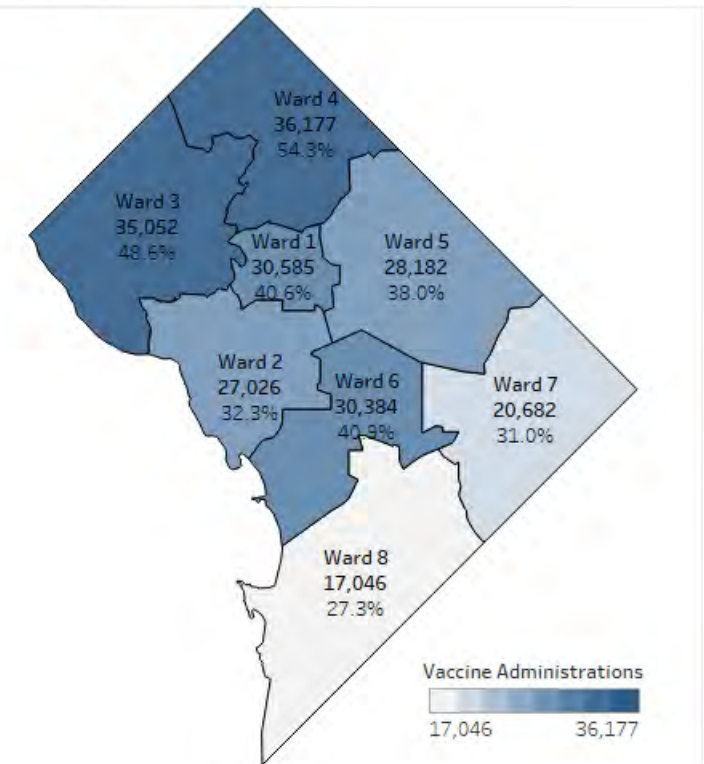 Ward 4
36,177
54.3%
Ward 3
35,052
48.6%
Ward 1
30,585
40.6%
Ward 5
28,182
38.0%
Ward 2
27,026
32.3%
Ward 6
30,384
40.9%
Ward 7
20,682
31.0%
Ward 8
17,046
27.3%
Vaccine Administrations
17,046 36,177